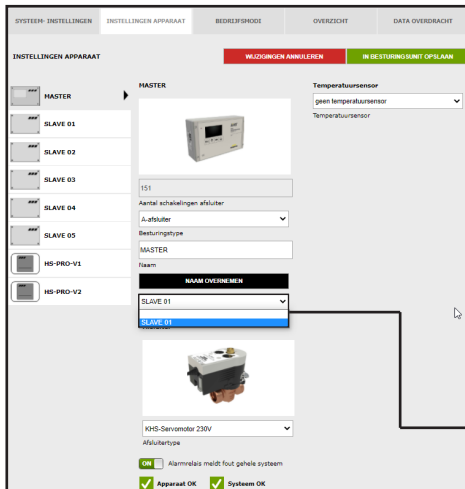 SYSTEEM- INSTELLINGEN
INSTELLINGEN APPARAAT
BEDRIJFSMODI
OVERZICHT
DATA OVERDRACHT
INSTELLINGEN APPARAAT
WIJZIGINGEN ANNULEREN
IN BESTURINGSUNIT OPSLAAN
MASTER
SLAVE 01
SLAVE 02
SLAVE 03
SLAVE 04
SLAVE 05
HS-PRO-V1
HS-PRO-V2
MASTER
151
Aantal schakelingen afsluiter
A-afsluiter
Besturingstype
MASTER
Naam
NAAM OVERNEMEN
SLAVE 01
SLAVE 01
KHS-Servomotor 230V
Afsluitertype
ON Alarmrelais meldt fout gehele systeem
Apparaat OK
Systeem OK
Temperatuursensor
geen temperatuursensor
Temperatuursensor